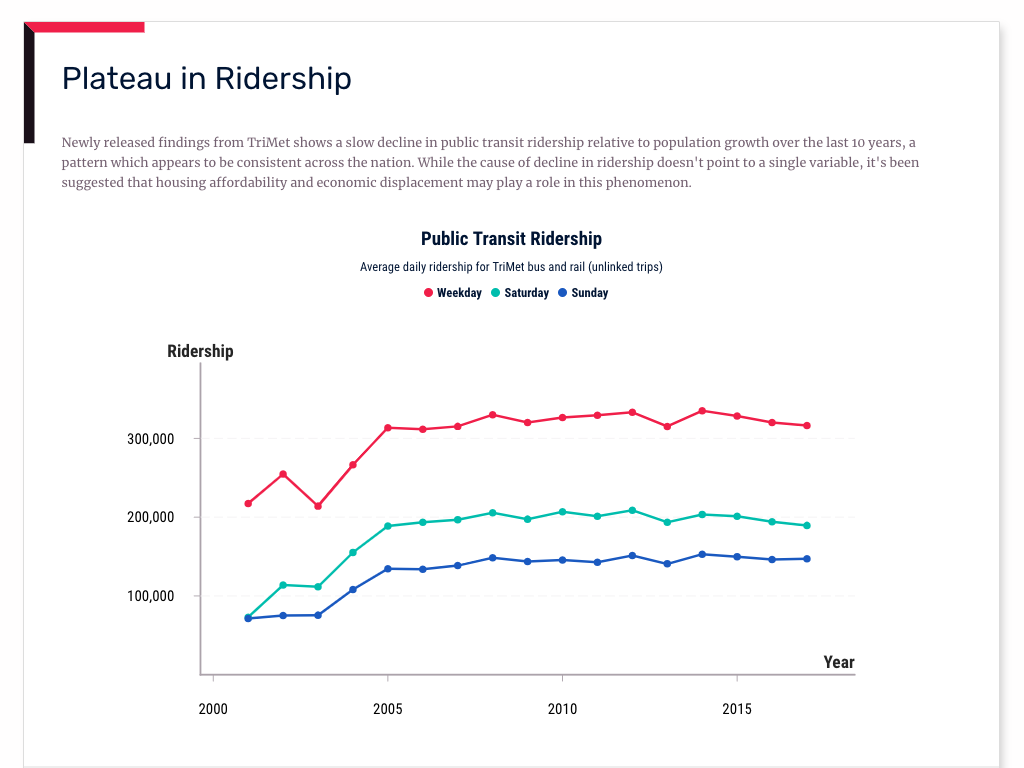 Plateau in Ridership
Newly released findings from TriMet shows a slow decline in public transit ridership relative to population growth over the last 10 years, a
pattern which appears to be consistent across the nation. While the cause of decline in ridership doesn't point to a single variable, it's been
suggested that housing affordability and economic displacement may play a role in this phenomenon.
Public Transit Ridership
Average daily ridership for TriMet bus and rail (unlinked trips)
Weekday Saturday Sunday
Ridership
300,000
200,000
100,000
Year
2000 2005 2010 2015